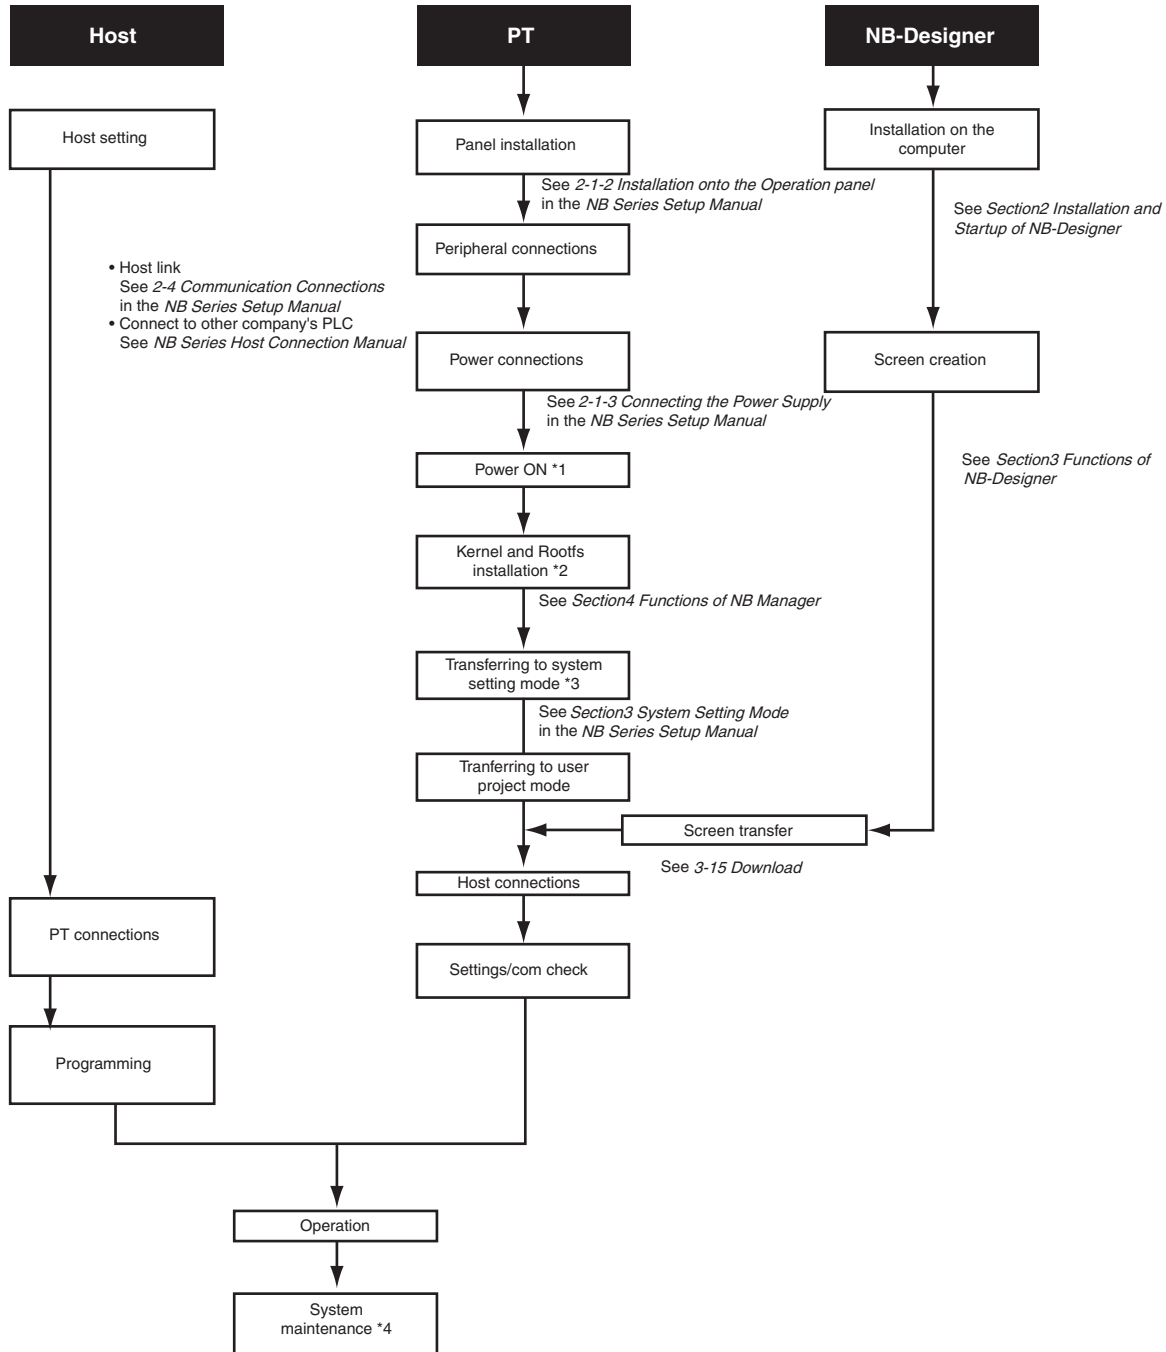 Host
PT
NB-Designer
Host setting
• Host link
See 2-4 Communication Connections
in the NB Series Setup Manual
• Connect to other company's PLC
See NB Series Host Connection Manual
PT connections
Programming
Panel installation
See 2-1-2 Installation onto the Operation panel
in the NB Series Setup Manual
Peripheral connections
Power connections
See 2-1-3 Connecting the Power Supply
in the NB Series Setup Manual
Power ON *1
Kernel and Rootfs
installation *2
See Section4 Functions of NB Manager
Transferring to system
setting mode *3
See Section3 System Setting Mode
in the NB Series Setup Manual
Tranferring to user
project mode
Host connections
Settings/com check
Installation on the
computer
See Section2 Installation and
Startup of NB-Designer
Screen creation
See Section3 Functions of
NB-Designer
Screen transfer
See 3-15 Download
Operation
System
maintenance *4